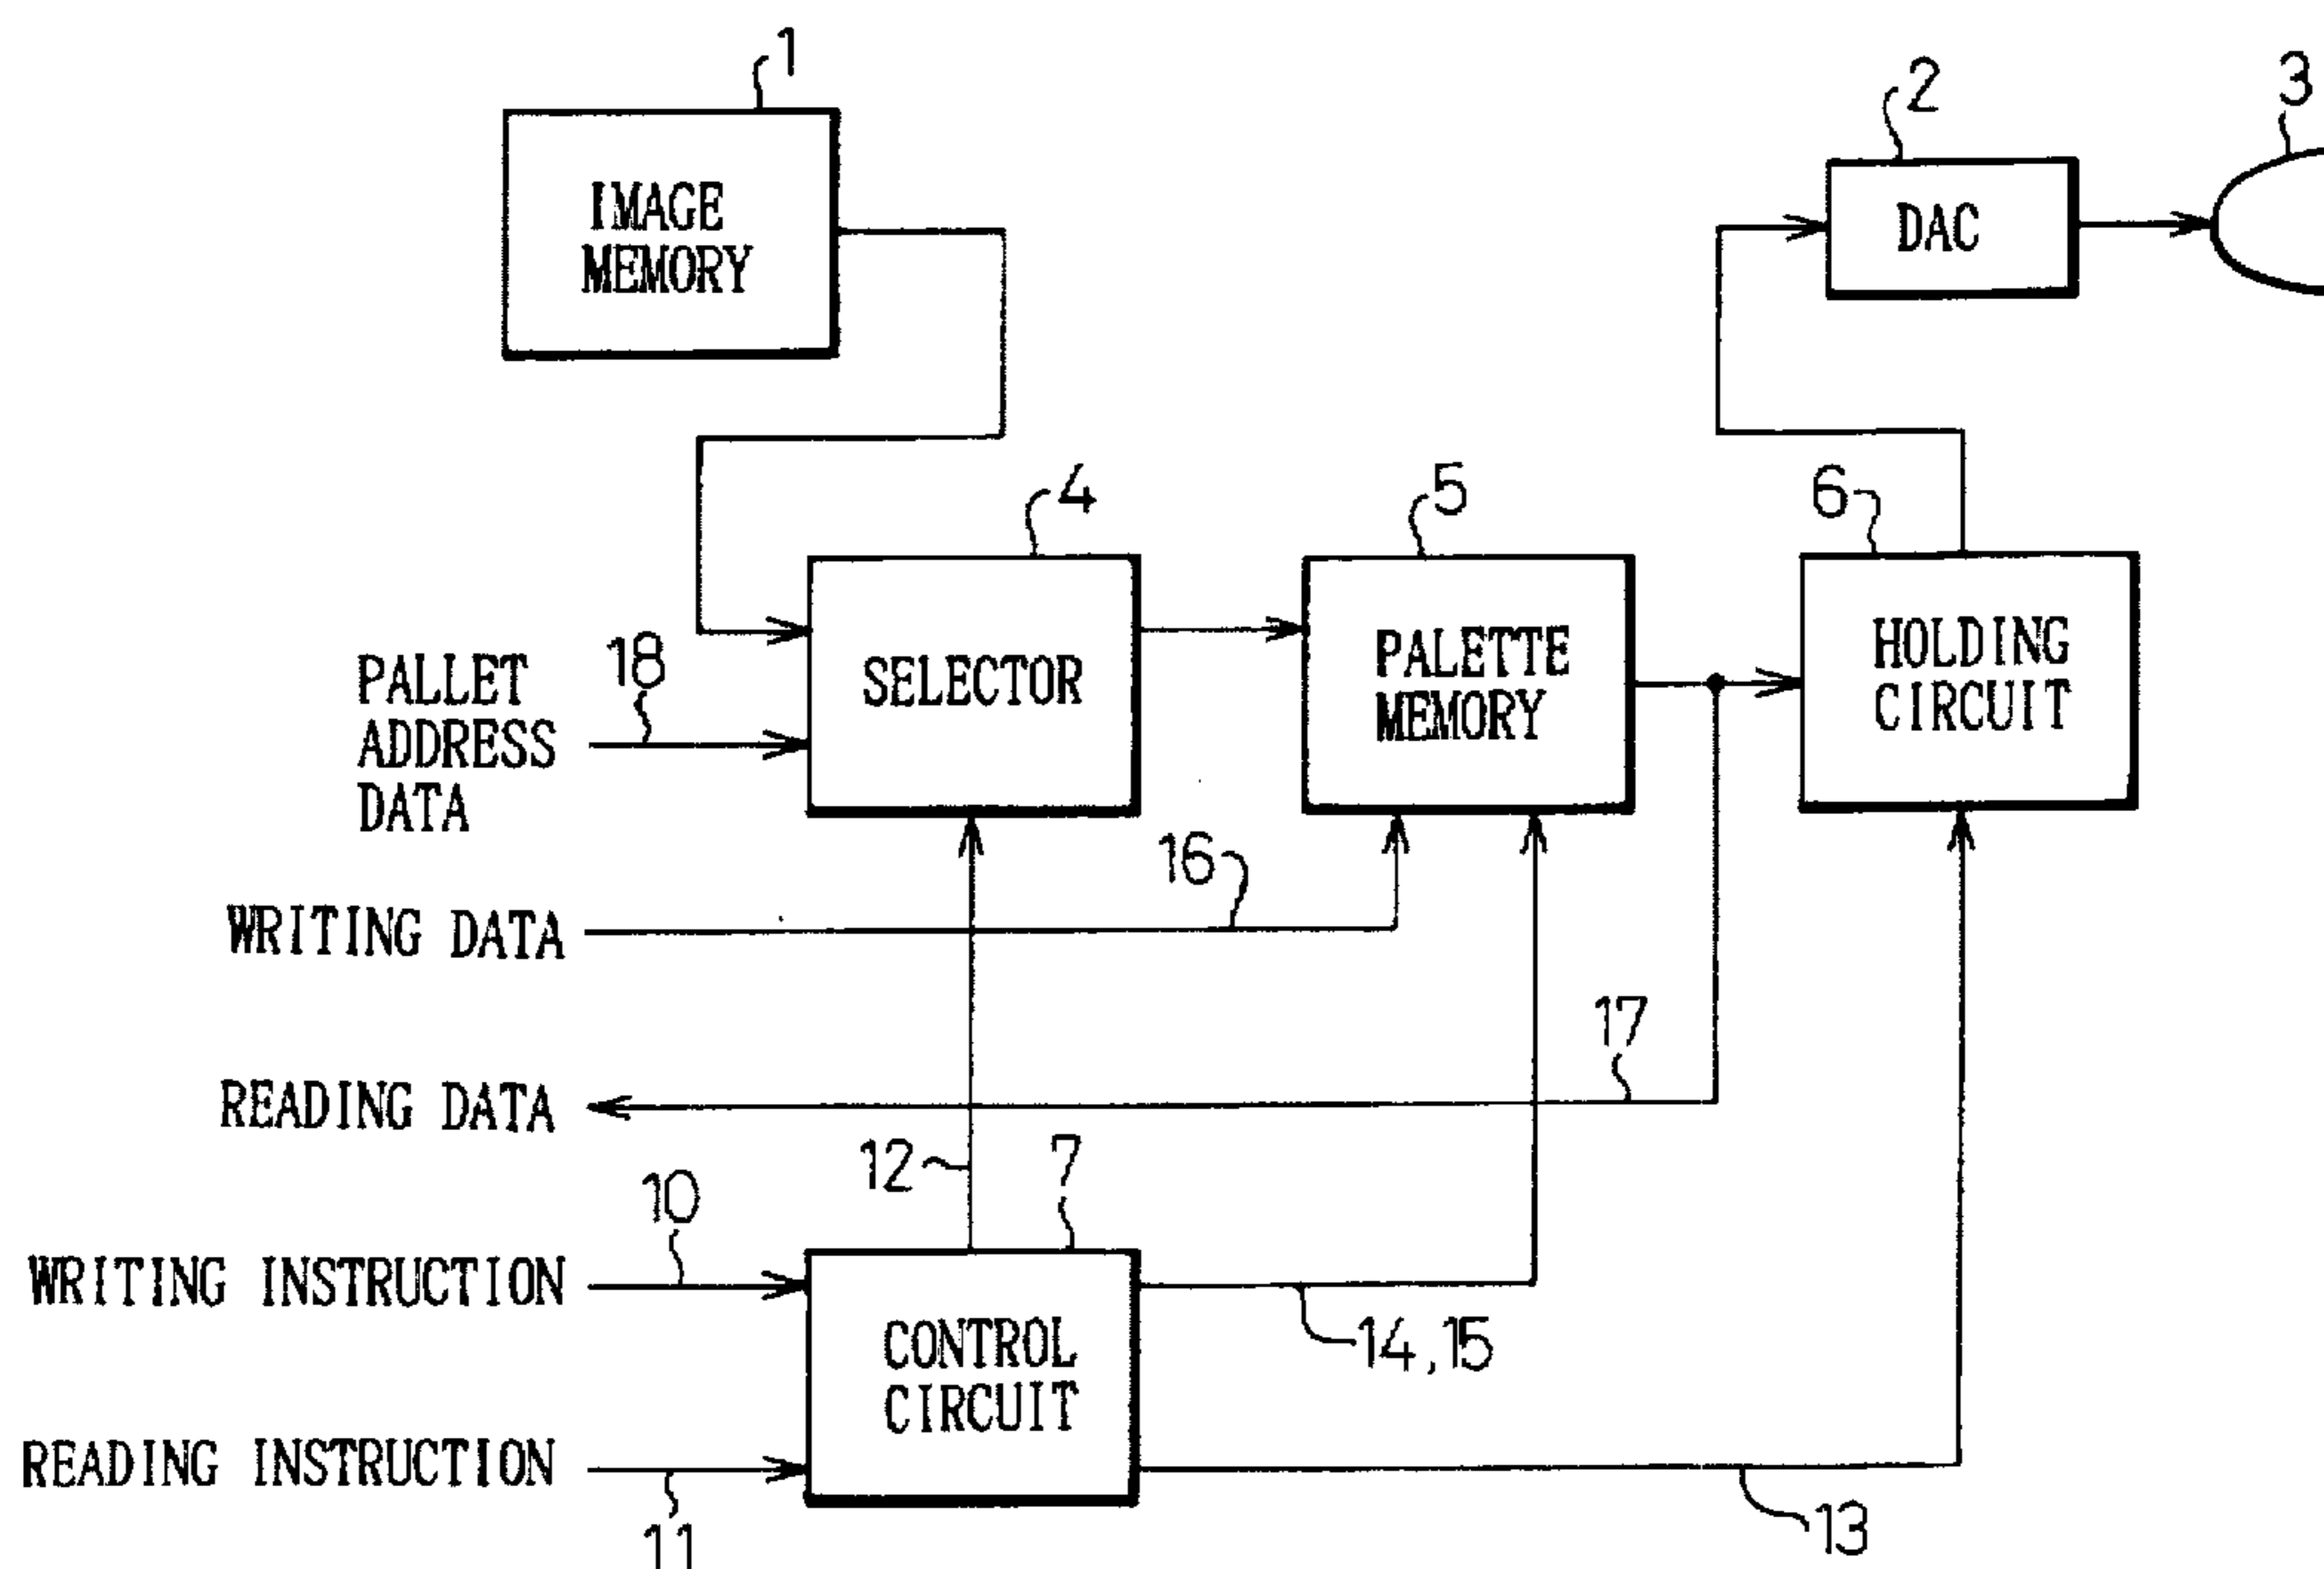 1
2
3
IMAGE
MEMORY
DAC
4
5
6
18
PALLET
ADDRESS
DATA
SELECTOR
PALETTE
MEMORY
HOLDING
CIRCUIT
16
WRITING DATA
17
READING DATA
12
7
10
WRITING INSTRUCTION
14,15
CONTROL
CIRCUIT
READING INSTRUCTION
11
13